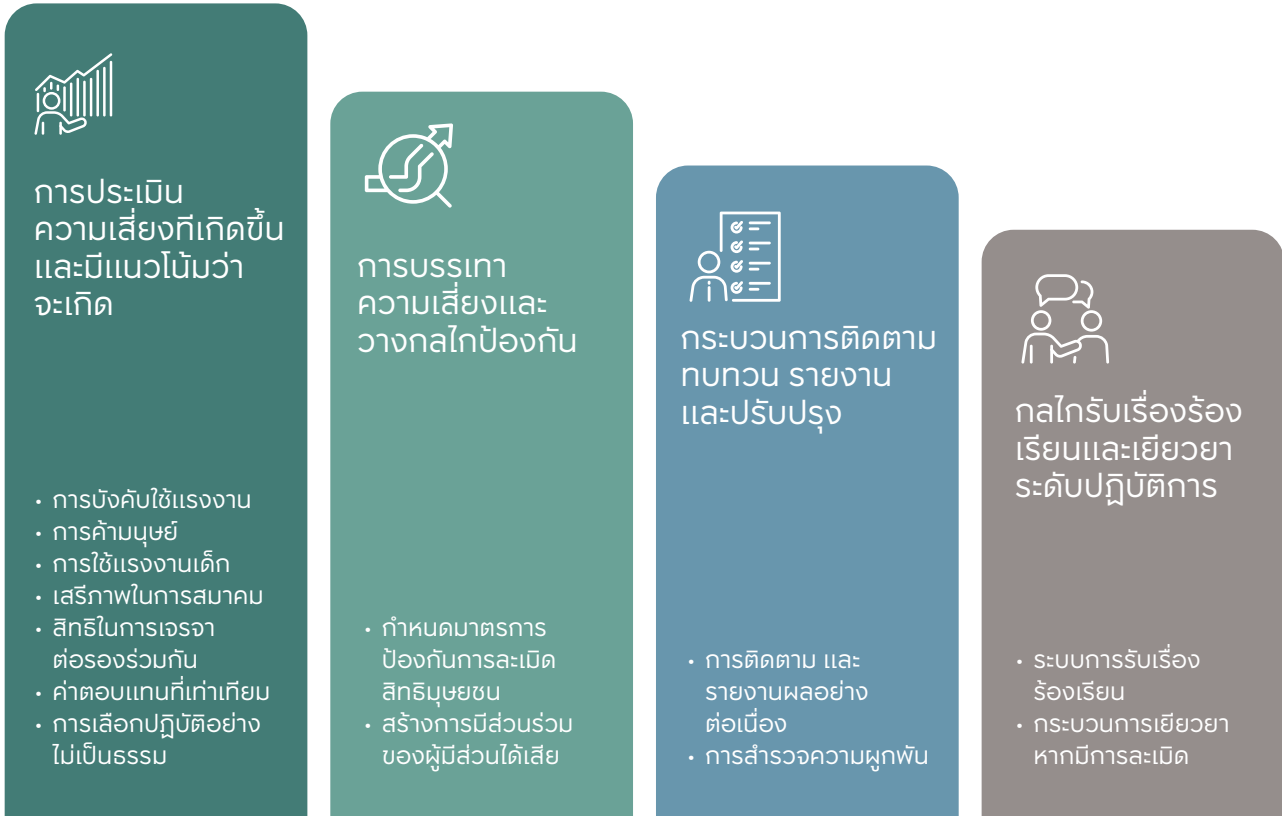 การประเมิน
ความเสี่ยงทีเกิดขึ้น
และมีแนวโน้มว่า
จะเกิด
• การบังคับใช้แรงงาน
• การค้ามนุษย์
• การใช้แรงงานเด็ก
• เสรีภาพในการสมาคม
• สิทธิในการเจรจา
ต่อรองร่วมกัน
• ค่าตอบแทนที่เท่าเทียม
• การเลือกปฏิบัติอย่าง
ไม่เป็นธรรม
การบรรเทา
ความเสี่ยงและ
วางกลไกป้องกัน
• กำหนดมาตรการ
ป้องกันการละเมิด
สิทธิมุษยชน
• สร้างการมีส่วนร่วม
ของผู้มีส่วนได้เสีย
กระบวนการติดตาม
ทบทวน รายงาน
และปรับปรุง
• การติดตาม และ
รายงานผลอย่าง
ต่อเนื่อง
• การสำรวจความผูกพัน
กลไกรับเรื่องร้อง
เรียนและเยียวยา
ระดับปฏิบัติการ
• ระบบการรับเรื่อง
ร้องเรียน
• กระบวนการเยียวยา
หากมีการละเมิด